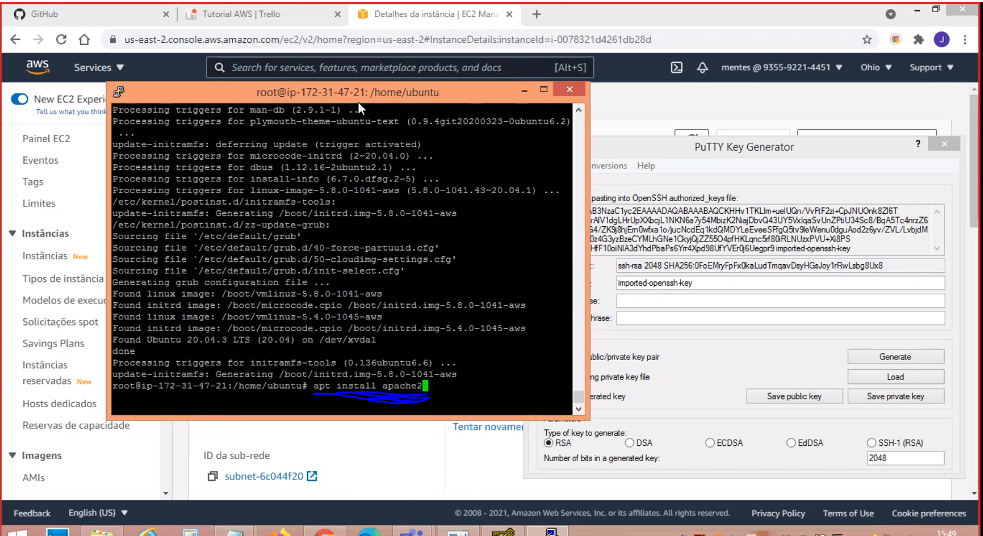 GitHub
Tutorial AWS | Trello
Detalhes da instância | EC2 Mana
us-east-2.console.aws.amazon.com/ec2/v2/home?region=us-east-2#InstanceDetails:instanceId=i-0078321d4261db28d
aws
Services
Search for services, features, marketplace products, and docs [Alt+S]
mentes @ 9355-9221-4451
Ohio
Support
New EC2 Experi
Tell us what you think
Painel EC2
Eventos
Tags
Limites
Instâncias
Instâncias New
Tipos de instância
Modelos de execuç
Solicitações spot
Savings Plans
Instâncias
reservadas New
Hosts dedicados
Reservas de capacidade
Imagens
AMIs
root@ip-172-31-47-21: /home/ubuntu
Processing triggers for man-db (2.9.1-1) ...
Processing triggers for plymouth-theme-ubuntu-text (0.9.4git20200323-0ubuntu6.2)
...
update-initramfs: deferring update (trigger activated)
Processing triggers for microcode-initrd (2~20.04.0) ...
Processing triggers for dbus (1.12.16-2ubuntu2.1) ...
Processing triggers for install-info (6.7.0.dfsg.2-5) ...
Processing triggers for linux-image-5.8.0-1041-aws (5.8.0-1041.43~20.04.1) ...
/etc/kernel/postinst.d/initramfs-tools:
update-initramfs: Generating /boot/initrd.img-5.8.0-1041-aws
/etc/kernel/postinst.d/zz-update-grub:
Sourcing file `/etc/default/grub'
Sourcing file `/etc/default/grub.d/40-force-partuuid.cfg'
Sourcing file `/etc/default/grub.d/50-cloudimg-settings.cfg'
Sourcing file `/etc/default/grub.d/init-select.cfg'
Generating grub configuration file ...
Found linux image: /boot/vmlinuz-5.8.0-1041-aws
Found initrd image: /boot/microcode.cpio /boot/initrd.img-5.8.0-1041-aws
Found linux image: /boot/vmlinuz-5.4.0-1045-aws
Found initrd image: /boot/microcode.cpio /boot/initrd.img-5.4.0-1045-aws
Found Ubuntu 20.04.3 LTS (20.04) on /dev/xvda1
done
Processing triggers for initramfs-tools (0.136ubuntu6.6) ...
update-initramfs: Generating /boot/initrd.img-5.8.0-1041-aws
root@ip-172-31-47-21:/home/ubuntu# apt install apache2
PuTTY Key Generator
?
nversions Help
pasting into OpenSSH authorized_keys file:
imported-openssh-key
ssh-rsa 2048
imported-openssh-key
hrase:
blic/private key pair
Generate
ng private key file
Load
erated key
Save public key
Save private key
Parameters
Type of key to generate:
RSA DSA ECDSA EdDSA SSH-1 (RSA)
Number of bits in a generated key:
2048
Tentar novamen
ID da sub-rede
subnet-6c044f20
Feedback
English (US)
© 2008 - 2021, Amazon Web Services, Inc. or its affiliates. All rights reserved.
Privacy Policy
Terms of Use
Cookie preferences
15:49